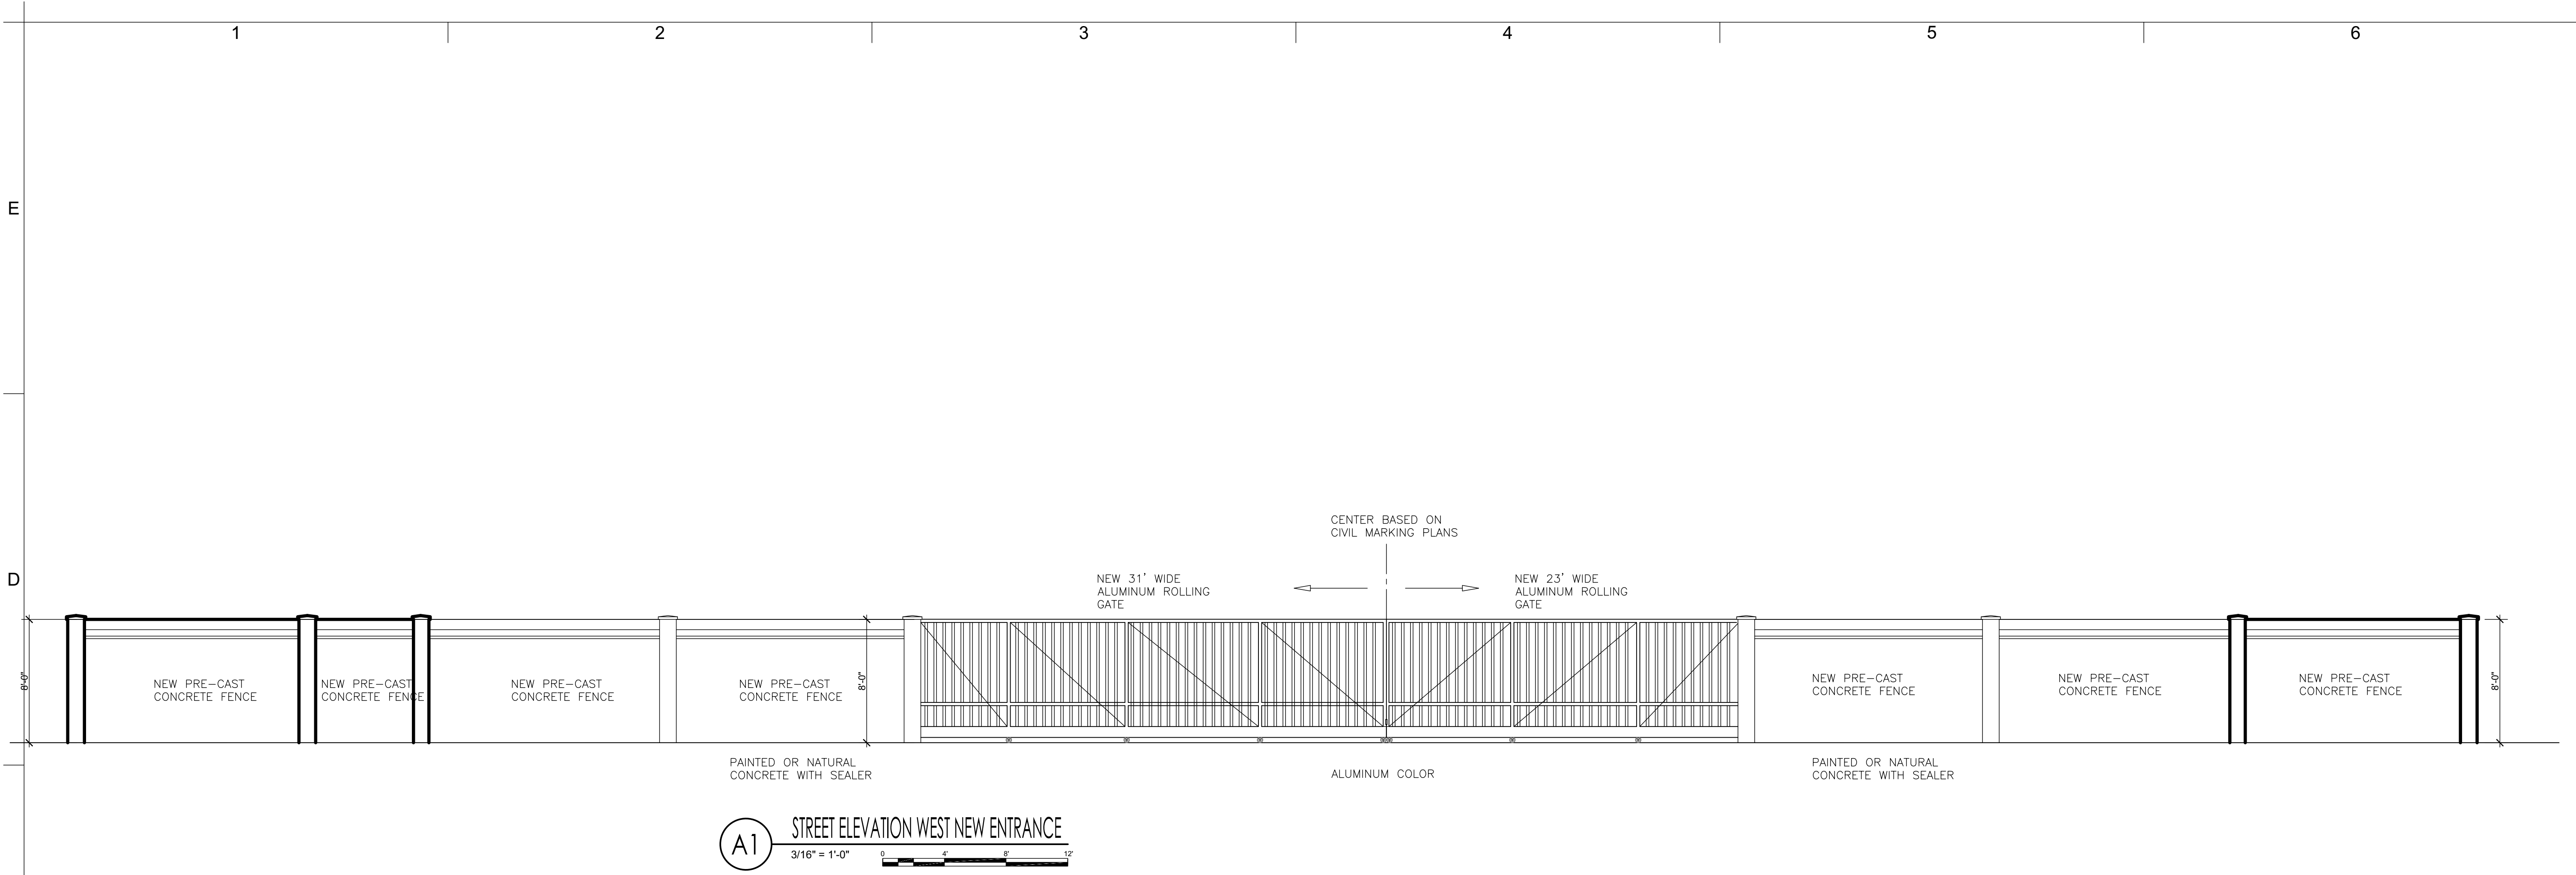 1
2
3
4
5
6
E
D
CENTER BASED ON
CIVIL MARKING PLANS
NEW 31' WIDE
ALUMINUM ROLLING
GATE
NEW 23' WIDE
ALUMINUM ROLLING
GATE
8'-0"
NEW PRE-CAST
CONCRETE FENCE
NEW PRE-CAST
CONCRETE FENCE
NEW PRE-CAST
CONCRETE FENCE
NEW PRE-CAST
CONCRETE FENCE
8'-0"
NEW PRE-CAST
CONCRETE FENCE
NEW PRE-CAST
CONCRETE FENCE
NEW PRE-CAST
CONCRETE FENCE
8'-0"
PAINTED OR NATURAL
CONCRETE WITH SEALER
ALUMINUM COLOR
PAINTED OR NATURAL
CONCRETE WITH SEALER
A1
STREET ELEVATION WEST NEW ENTRANCE
3/16" = 1'-0"
0 4' 8' 12'